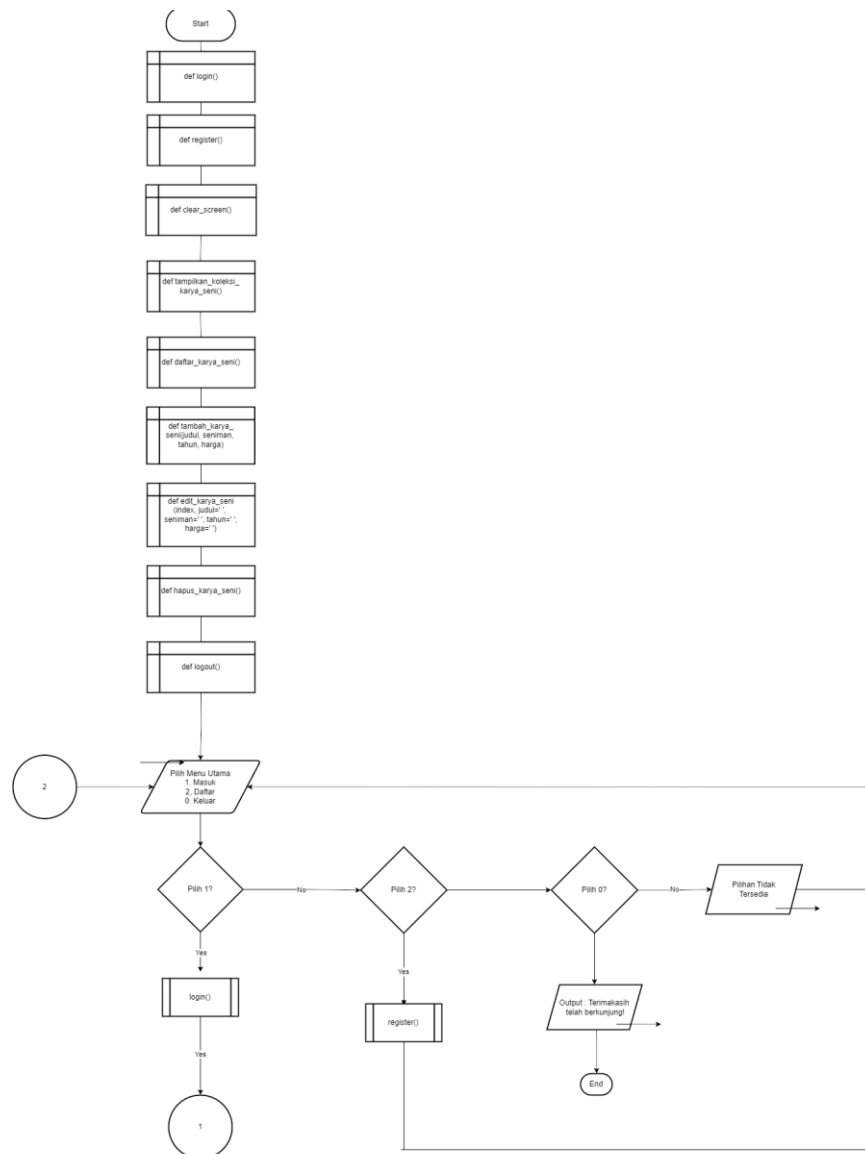 Start
def login()
def register()
def clear_screen()
def tampilkan_koleksi_
karya_seni()
def daftar_karya_seni()
def tambah_karya_
seni(judul, seniman,
tahun, harga)
def edit_karya_seni
(index, judul=' ',
seniman=' ', tahun=' ',
harga=' ')
def hapus_karya_seni()
def logout()
2
Pilih Menu Utama
1. Masuk
2, Daftar
0. Keluar
Pilih 1?
No
Pilih 2?
Pilih 0?
No
Pilihan Tidak
Tersedia
Yes
Yes
login()
register()
Output : Terimakasih
telah berkunjung!
Yes
End
1